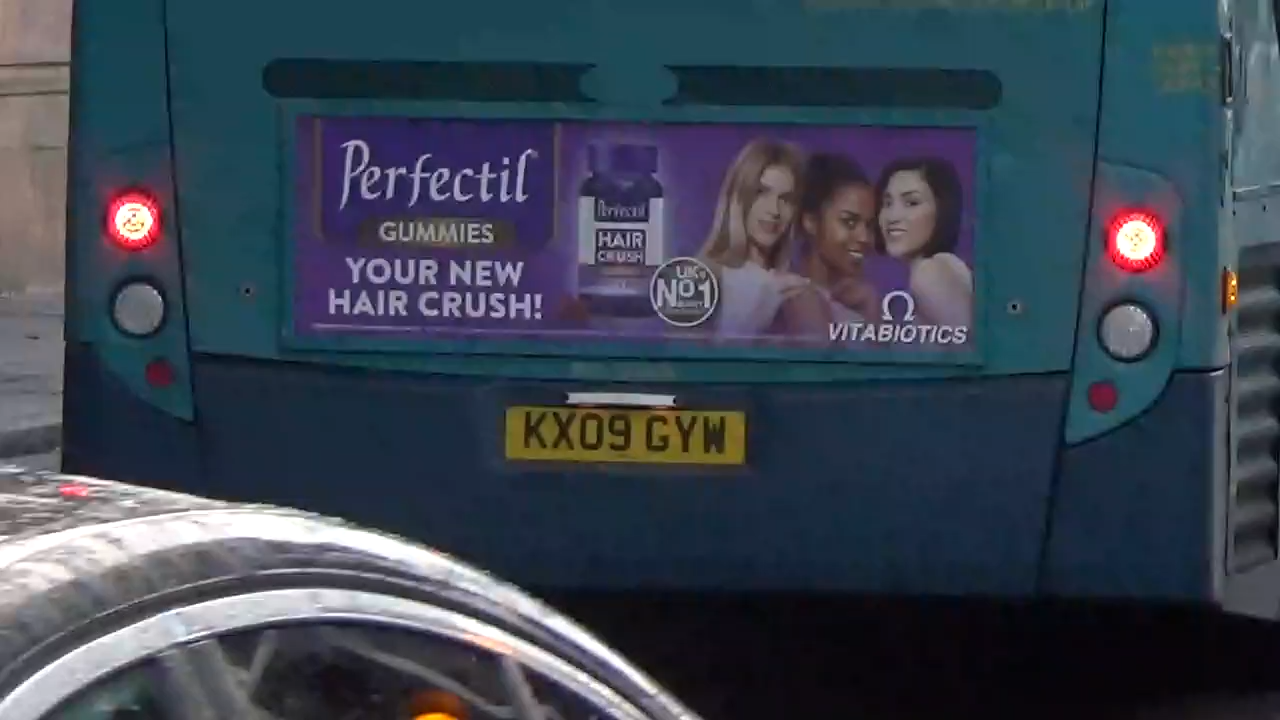 Perfectil
GUMMIES
YOUR NEW
HAIR CRUSH!
Perfectil
HAIR
CRUSH
UK's
No1
VITABIOTICS
KX09 GYW